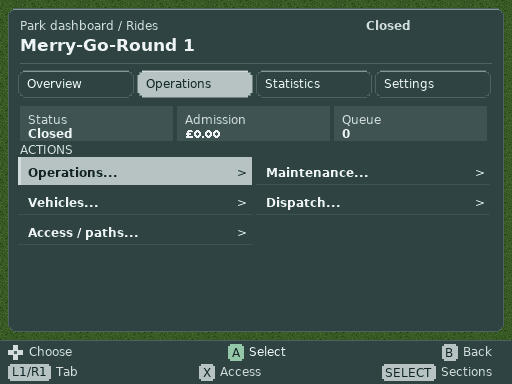 Park dashboard / Rides
Closed
Merry-Go-Round 1
Overview
Operations
Statistics
Settings
Status
Closed
Admission
£0.00
Queue
0
ACTIONS
Operations... >
Maintenance... >
Vehicles... >
Dispatch... >
Access / paths... >
Choose
A Select
B Back
L1/R1 Tab
X Access
SELECT Sections